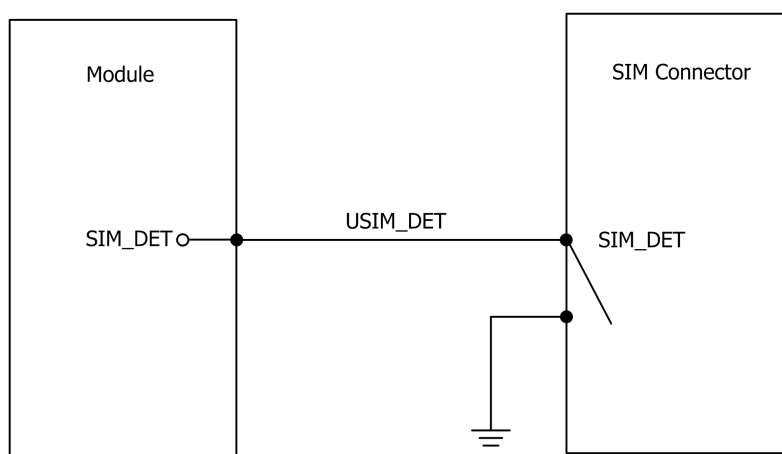 Module
SIM Connector
SIM_DET
USIM_DET
SIM_DET